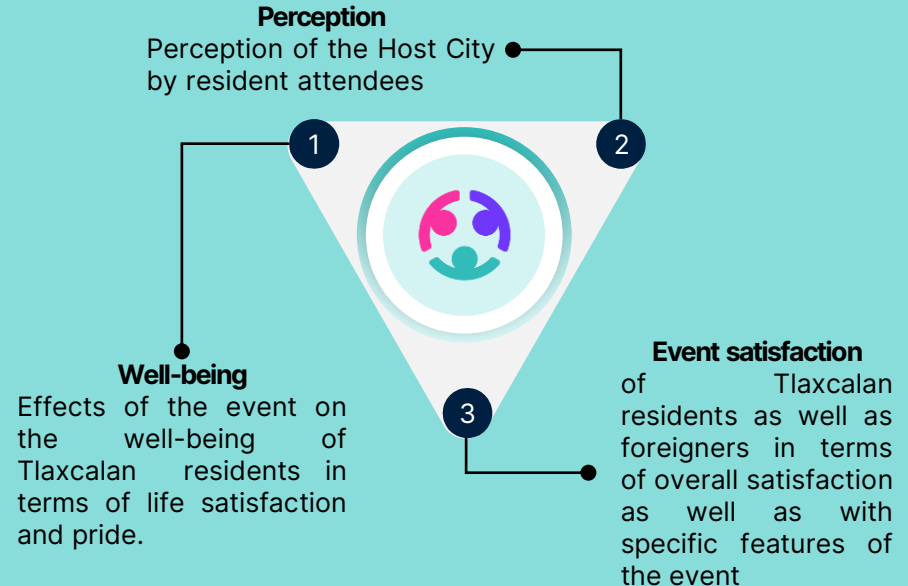 Perception
Perception of the Host City
by resident attendees
1
2
Well-being
Effects of the event on
the well-being of
Tlaxcalan residents in
terms of life satisfaction
and pride.
3
Event satisfaction
of Tlaxcalan
residents as well as
foreigners in terms
of overall satisfaction
as well as with
specific features of
the event